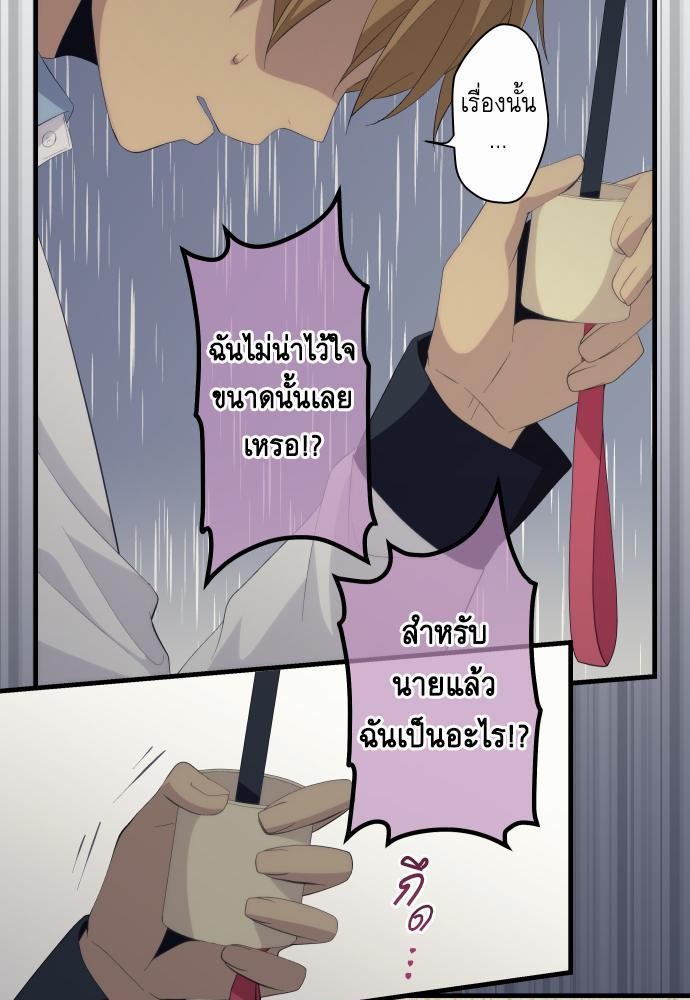 เรื่องนั้น
...
ฉันไม่น่าไว้ใจ
ขนาดนั้นเลย
เหรอ!?
สำหรับ
นายแล้ว
ฉันเป็นอะไร!?
กึด...